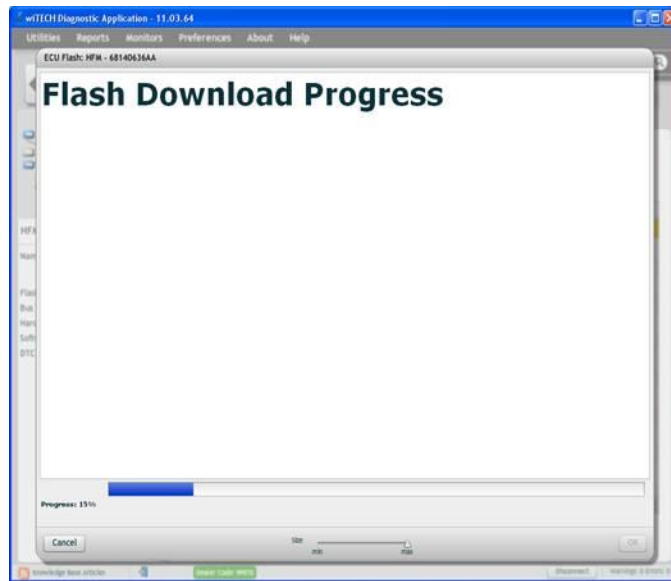 wiTECH Diagnostic Application - 11.03.64
Utilities Reports Monitors Preferences About Help
ECU Flash: HFM - 68140636AA
Flash Download Progress
HFM
Progress: 15%
Cancel
Size
min
max
OK
Knowledge Base Articles
Disconnect